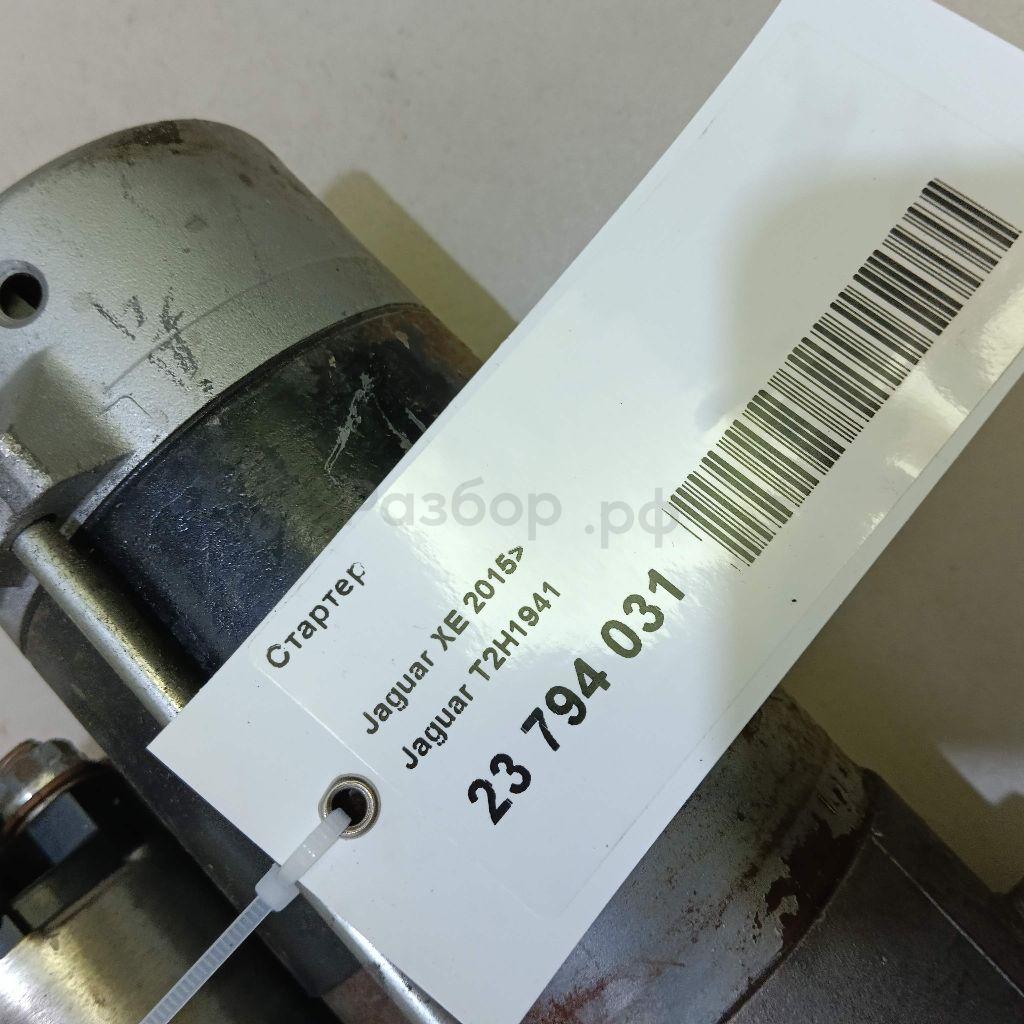 Стартер
Jaguar XE 2015>
Jaguar T2H1941
23 794 031
азбор .рф